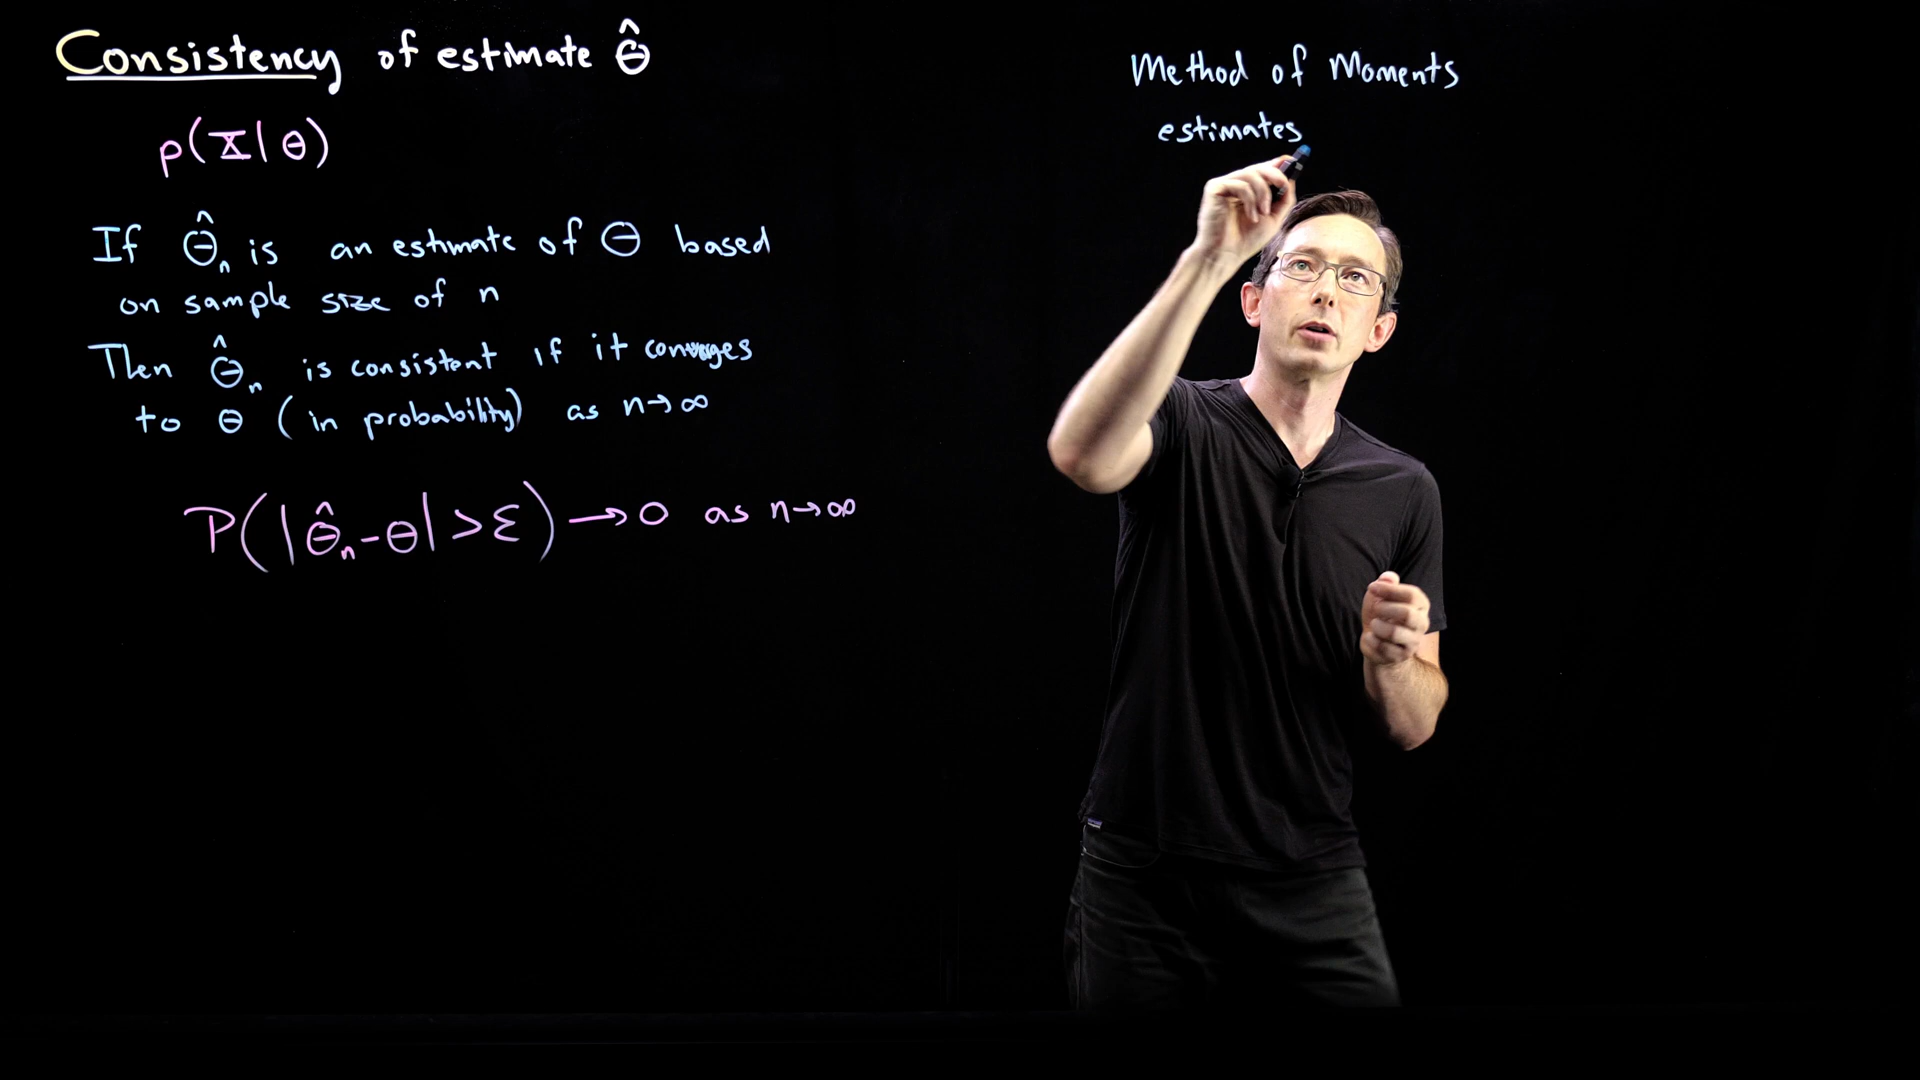 Consistency of estimate θ̂
p(X|θ)
If θ̂ₙ is an estimate of θ based
on sample size of n
Then θ̂ₙ is consistent if it converges
to θ (in probability) as n→∞
P(|θ̂ₙ-θ|>ε)→0 as n→∞
Method of Moments
estimates